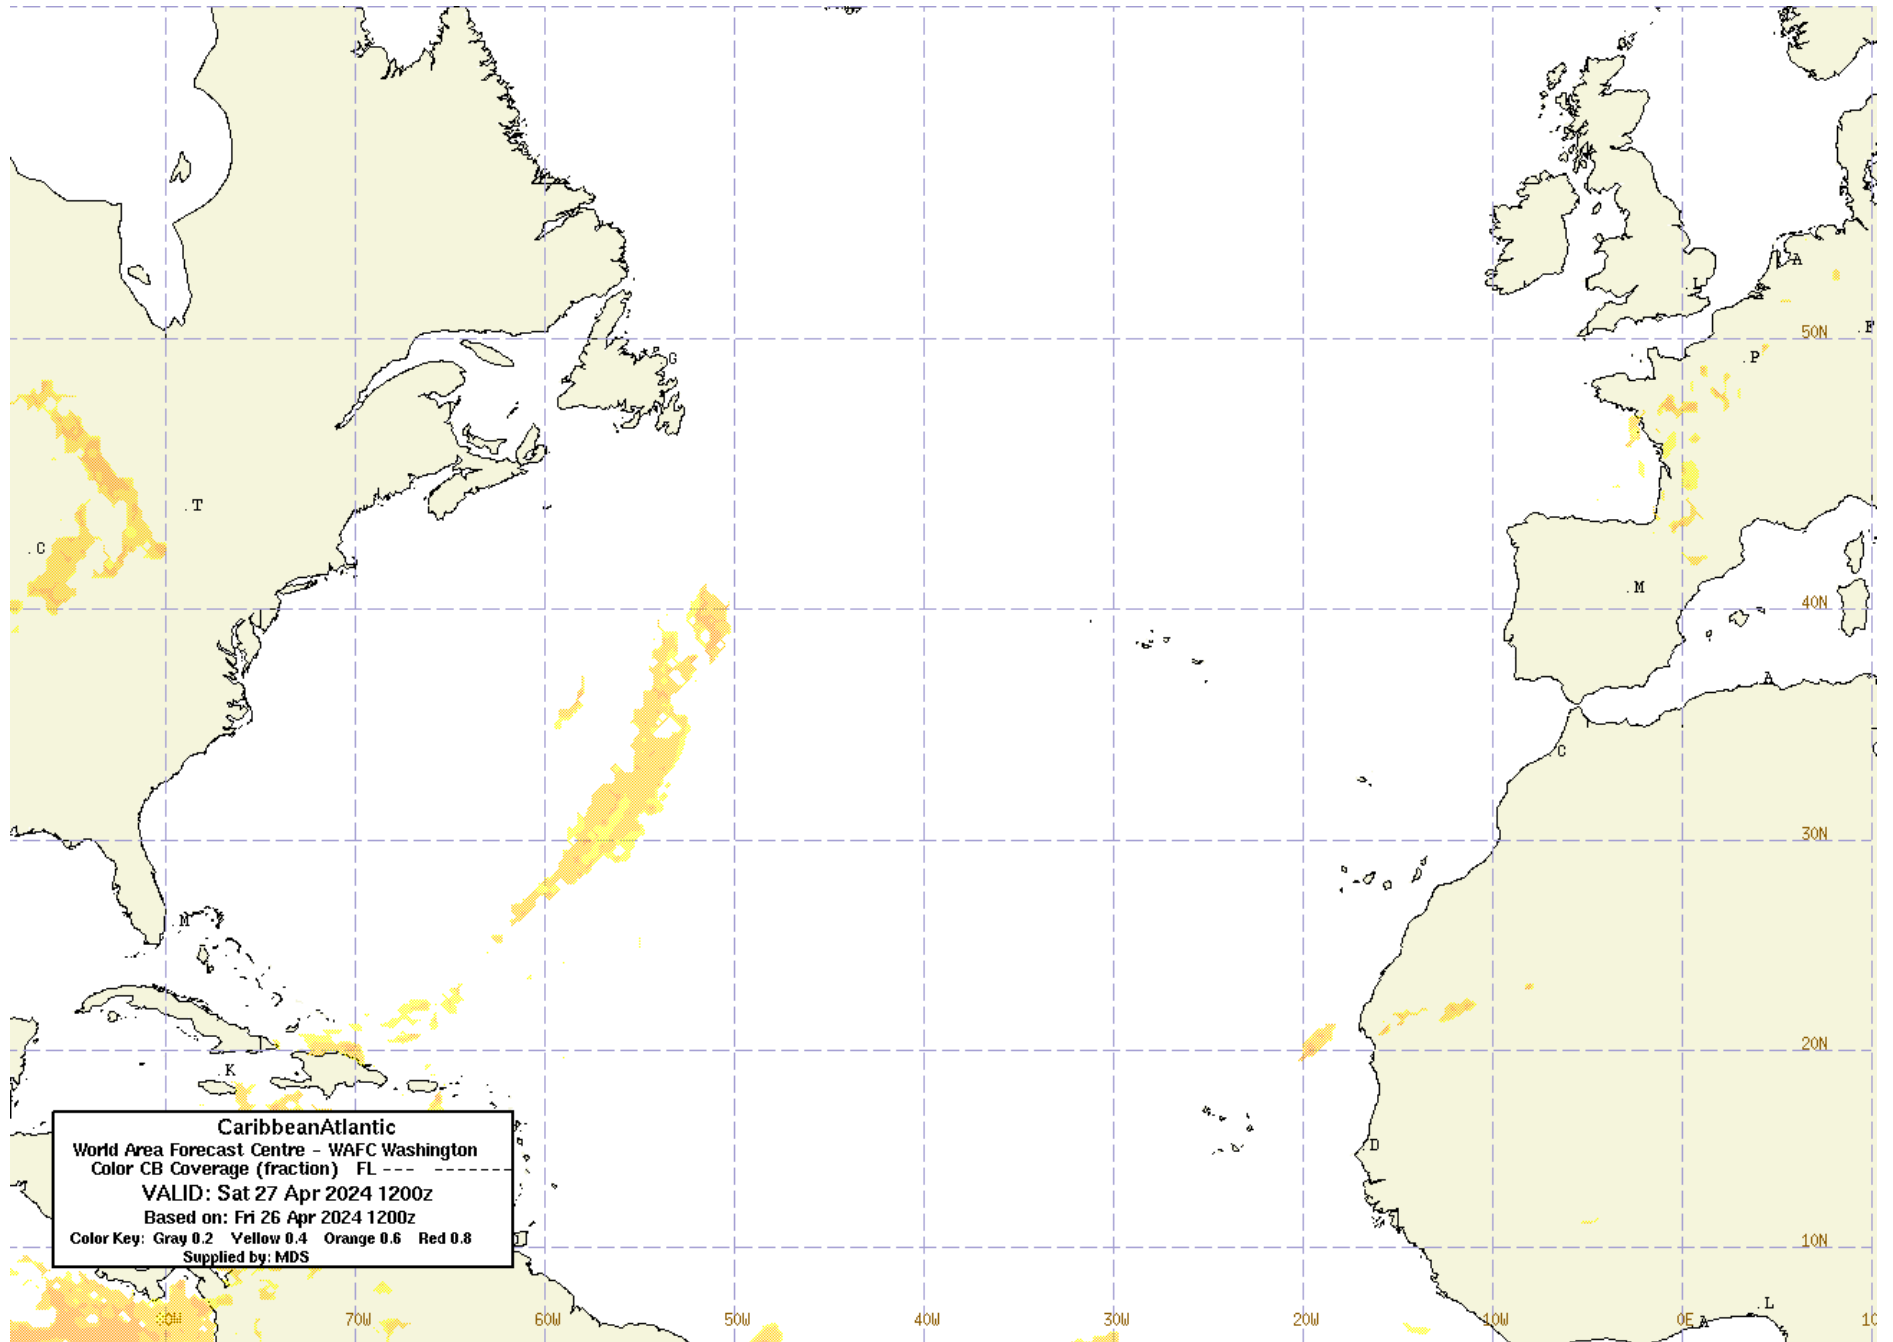 G
L
A
50N
F
P
T
C
M
40N
A
C
30N
M
20N
K
D
CaribbeanAtlantic
World Area Forecast Centre - WAFC Washington
Color CB Coverage (fraction) FL --- --------
VALID: Sat 27 Apr 2024 1200z
Based on: Fri 26 Apr 2024 1200z
Color Key: Gray 0.2 Yellow 0.4 Orange 0.6 Red 0.8
Supplied by: MDS
10N
L
A
80W 70W 60W 50W 40W 30W 20W 10W 0E